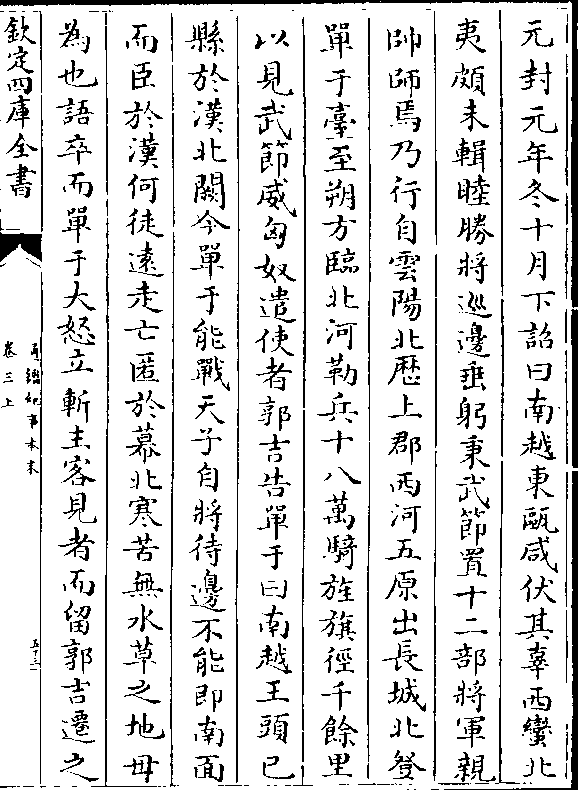 元封元年冬十月下詔曰南越東甌咸伏其辜西蠻北
夷頗未輯睦朕將巡邊垂躬秉武節置十二部將軍親
帥師焉乃行自雲陽北歷上郡西河五原出長城北登
單于臺至朔方臨北河勒兵十八萬騎旌旗徑千餘里
以見武節威匈奴遣使者郭吉告單于曰南越王頭已
縣於漢北闕今單于能戰天子自將待邊不能即南面
而臣於漢何徒逺走亡匿於幕北寒苦無水草之地毋
為也語卒而單于大怒立斬主客見者而留郭吉遷之
欽定四庫全書
通鑑紀事本末
卷三上
五十三